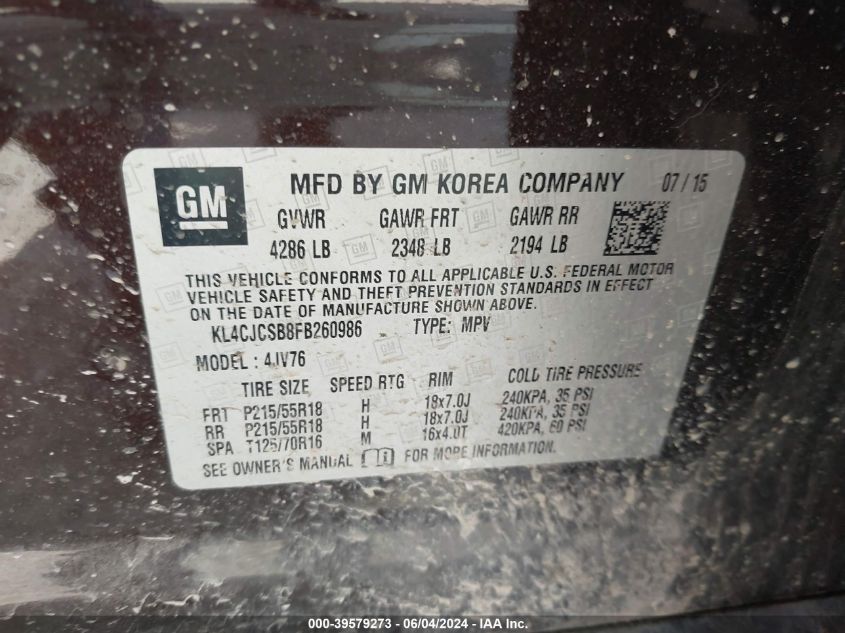 GM
MFD BY GM KOREA COMPANY 07/15
GVWR GAWR FRT GAWR RR
4286 LB 2348 LB 2194 LB
THIS VEHICLE CONFORMS TO ALL APPLICABLE U.S. FEDERAL MOTOR
VEHICLE SAFETY AND THEFT PREVENTION STANDARDS IN EFFECT
ON THE DATE OF MANUFACTURE SHOWN ABOVE.
KL4CJCSB8FB260986 TYPE: MPV
MODEL: 4JV76
TIRE SIZE SPEED RTG RIM COLD TIRE PRESSURE
FRT P215/55R18 H 18x7.0J 240KPA, 35 PSI
RR P215/55R18 H 18x7.0J 240KPA, 35 PSI
SPA T125/70R16 M 16x4.0T 420KPA, 60 PSI
SEE OWNER'S MANUAL FOR MORE INFORMATION.
000-39579273 - 06/04/2024 - IAA Inc.